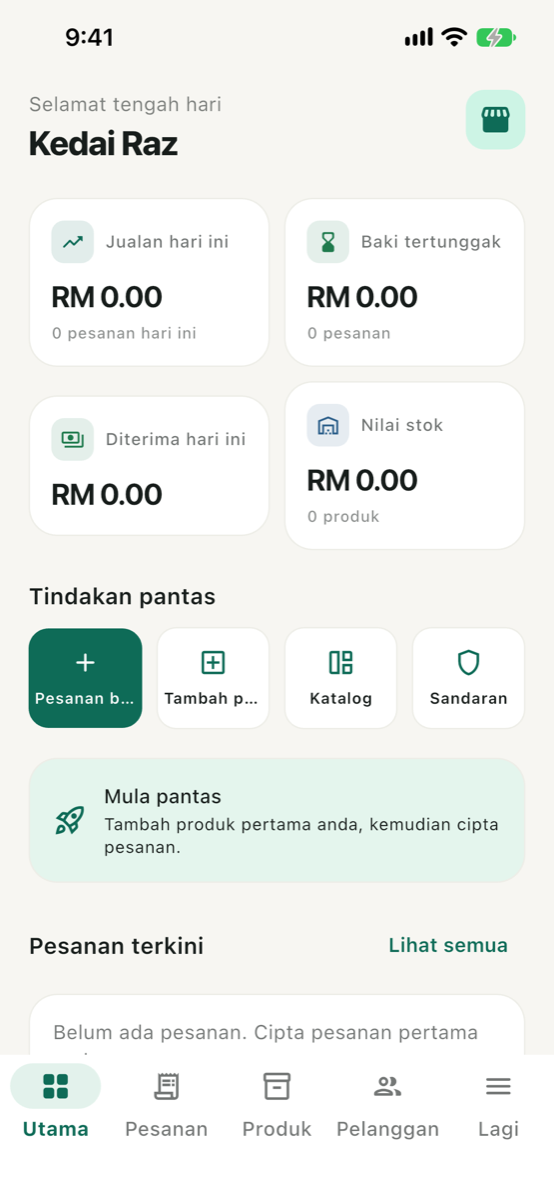 9:41
Selamat tengah hari
Kedai Raz
Jualan hari ini
RM 0.00
0 pesanan hari ini
Baki tertunggak
RM 0.00
0 pesanan
Diterima hari ini
RM 0.00
Nilai stok
RM 0.00
0 produk
Tindakan pantas
Pesanan b...
Tambah p...
Katalog
Sandaran
Mula pantas
Tambah produk pertama anda, kemudian cipta
pesanan.
Pesanan terkini
Lihat semua
Belum ada pesanan. Cipta pesanan pertama
Utama
Pesanan
Produk
Pelanggan
Lagi